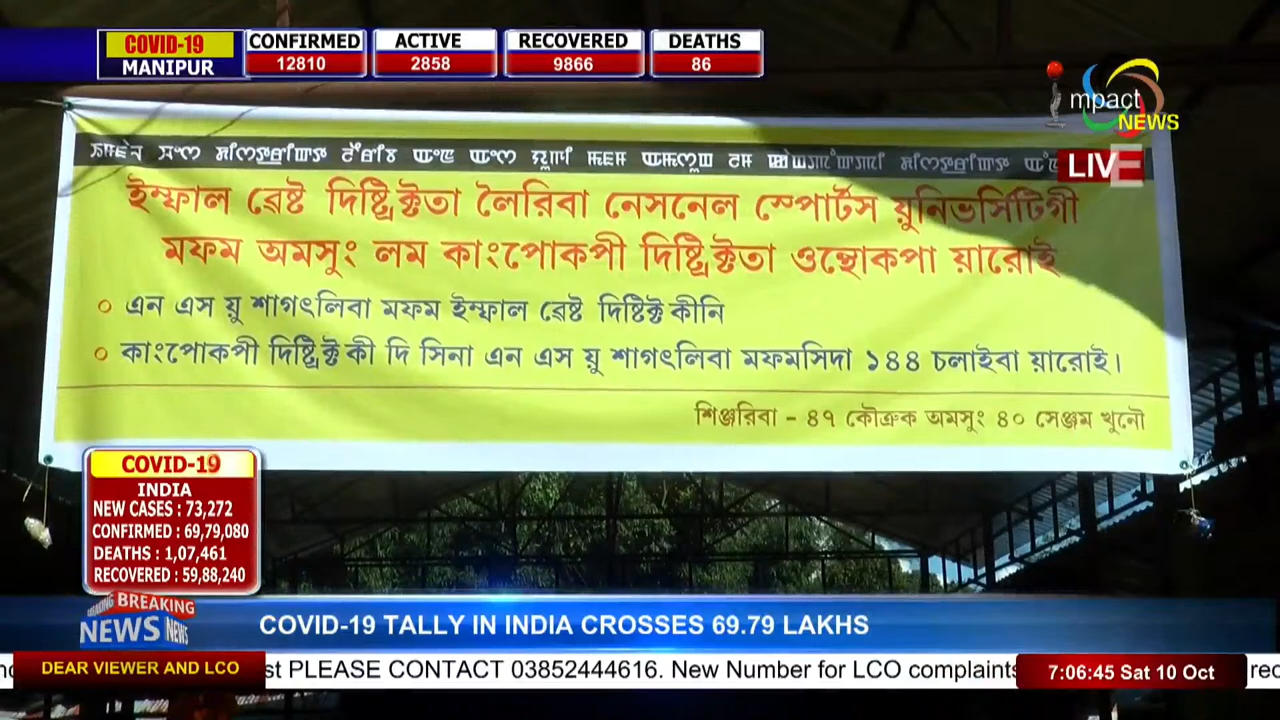 COVID-19 CONFIRMED ACTIVE RECOVERED DEATHS
MANIPUR 12810 2858 9866 86
mpact
NEWS
LIVE
ইম্ফাল ৱেষ্ট দিষ্ট্রিক্টতা লৈরিবা নেসনেল স্পোর্টস য়ুনিভর্সিটিগী
মফম অমসুং লম কাংপোকপী দিষ্ট্রিক্টতা ওন্থোকপা য়ারোই
এন এস য়ু শাগৎলিবা মফম ইম্ফাল ৱেষ্ট দিষ্টিক্ট কীনি
কাংপোকপী দিষ্ট্রিক্ট কী দি সিনা এন এস য়ু শাগৎলিবা মফমসিদা ১৪৪ চলাইবা য়ারোই।
শিঞ্জরিবা - ৪৭ কৌত্রুক অমসুং ৪০ সেঞ্জম খুনৌ
COVID-19
INDIA
NEW CASES : 73,272
CONFIRMED : 69,79,080
DEATHS : 1,07,461
RECOVERED : 59,88,240
BREAKING
NEWS NEWS
COVID-19 TALLY IN INDIA CROSSES 69.79 LAKHS
DEAR VIEWER AND LCO st PLEASE CONTACT 03852444616. New Number for LCO complaints 7:06:45 Sat 10 Oct rec